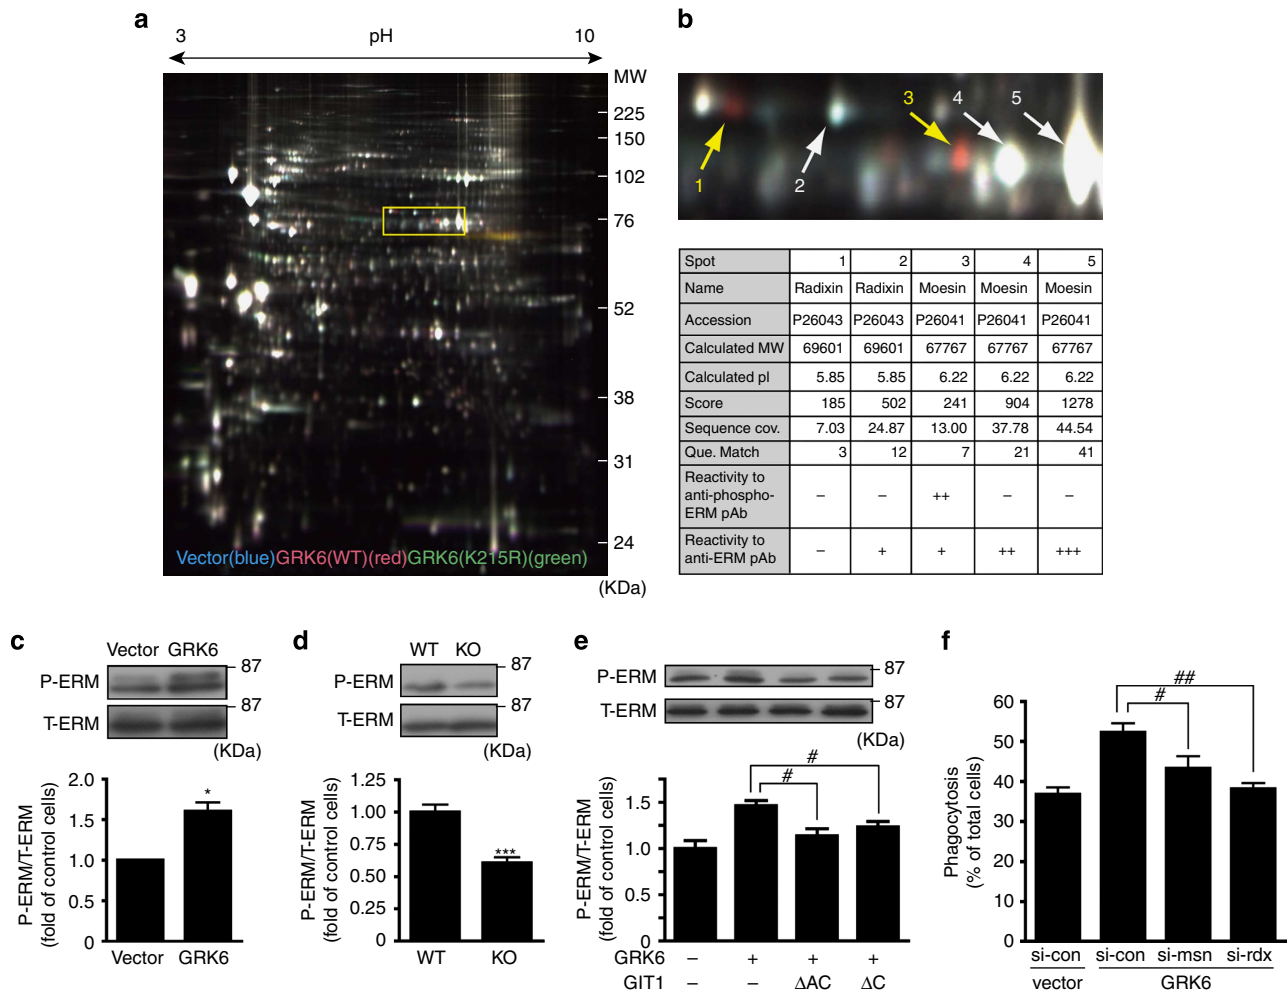 a
3 pH 10
MW
225
150
102
76
52
38
31
24
(KDa)
Vector(blue)GRK6(WT)(red)GRK6(K215R)(green)
b
1
2
3
4
5
Spot 1 2 3 4 5
Name Radixin Radixin Moesin Moesin Moesin
Accession P26043 P26043 P26041 P26041 P26041
Calculated MW 69601 69601 67767 67767 67767
Calculated pI 5.85 5.85 6.22 6.22 6.22
Score 185 502 241 904 1278
Sequence cov. 7.03 24.87 13.00 37.78 44.54
Que. Match 3 12 7 21 41
Reactivity to
anti-phospho-
ERM pAb
– – ++ – –
Reactivity to
anti-ERM pAb
– + + ++ +++
c
Vector GRK6
P-ERM 87
T-ERM 87
(KDa)
P-ERM/T-ERM
(fold of control cells)
2.0
1.5
1.0
0.5
0
*
Vector GRK6
d
WT KO
P-ERM 87
T-ERM 87
(KDa)
P-ERM/T-ERM
(fold of control cells)
1.25
1.00
0.75
0.50
0.25
0
***
WT KO
e
P-ERM 87
T-ERM 87
(KDa)
P-ERM/T-ERM
(fold of control cells)
1.5
1.0
1.5
0
#
#
GRK6 – + + +
GIT1 – – ΔAC ΔC
f
Phagocytosis
(% of total cells)
60
50
40
30
20
10
0
##
#
si-con si-con si-msn si-rdx
vector GRK6